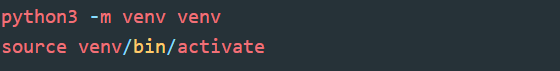 python3 -m venv venv
source venv/bin/activate